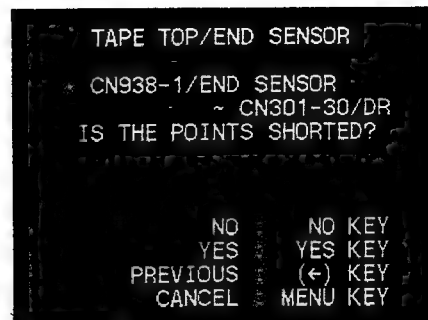 TAPE TOP/END SENSOR
* CN938-1/END SENSOR
~ CN301-30/DR
IS THE POINTS SHORTED?
NO NO KEY
YES YES KEY
PREVIOUS (←) KEY
CANCEL MENU KEY